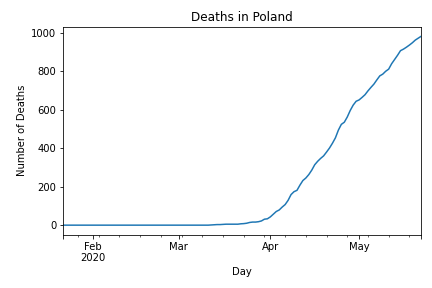 Deaths in Poland
1000
800
600
400
200
0
Number of Deaths
Feb
2020
Mar
Apr
May
Day